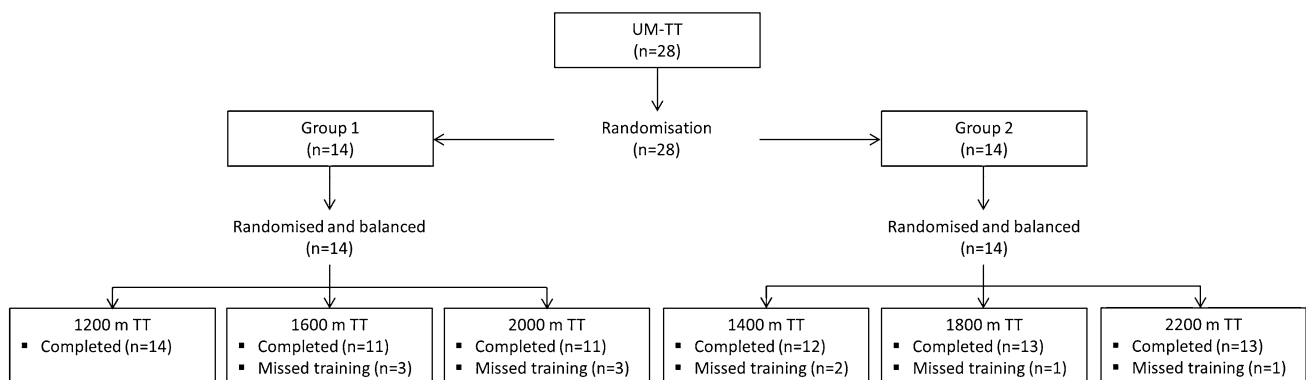 UM-TT
(n=28)
Group 1
(n=14)
Randomisation
(n=28)
Group 2
(n=14)
Randomised and balanced
(n=14)
Randomised and balanced
(n=14)
1200 m TT
▪ Completed (n=14)
1600 m TT
▪ Completed (n=11)
▪ Missed training (n=3)
2000 m TT
▪ Completed (n=11)
▪ Missed training (n=3)
1400 m TT
▪ Completed (n=12)
▪ Missed training (n=2)
1800 m TT
▪ Completed (n=13)
▪ Missed training (n=1)
2200 m TT
▪ Completed (n=13)
▪ Missed training (n=1)